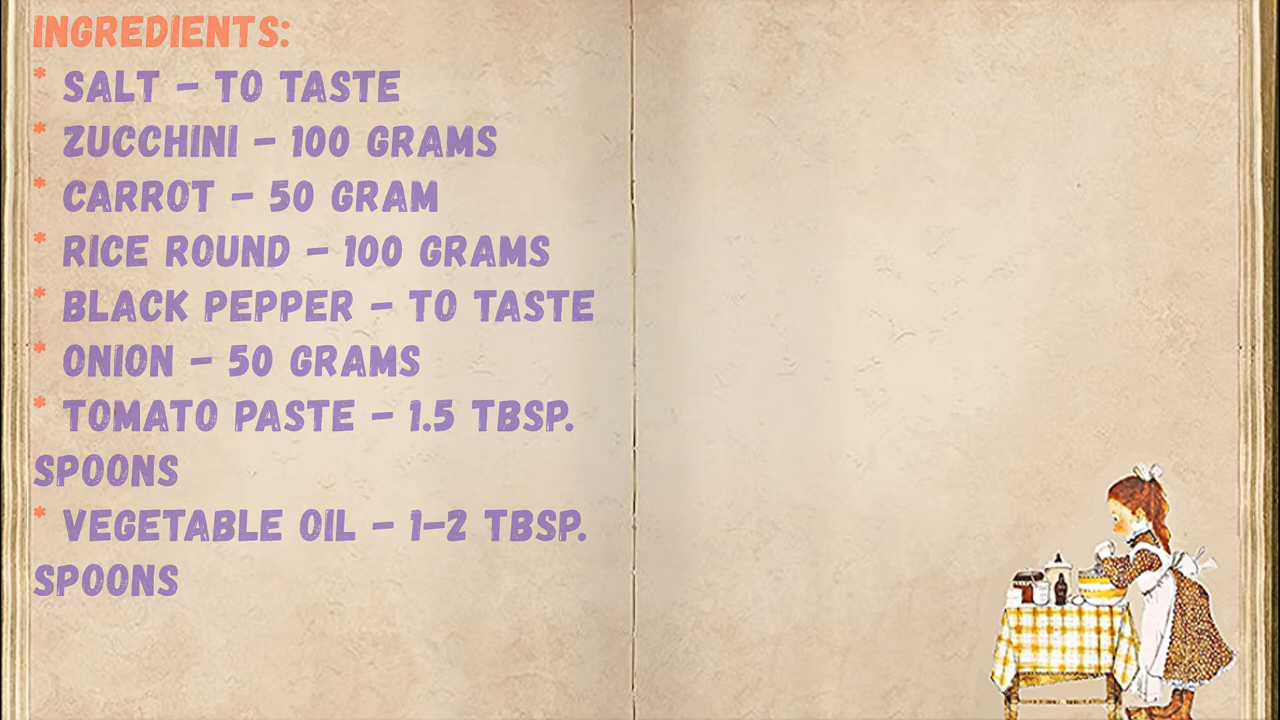 INGREDIENTS:
* SALT – TO TASTE
* ZUCCHINI – 100 GRAMS
* CARROT – 50 GRAM
* RICE ROUND – 100 GRAMS
* BLACK PEPPER – TO TASTE
* ONION – 50 GRAMS
* TOMATO PASTE – 1.5 TBSP.
SPOONS
* VEGETABLE OIL – 1–2 TBSP.
SPOONS